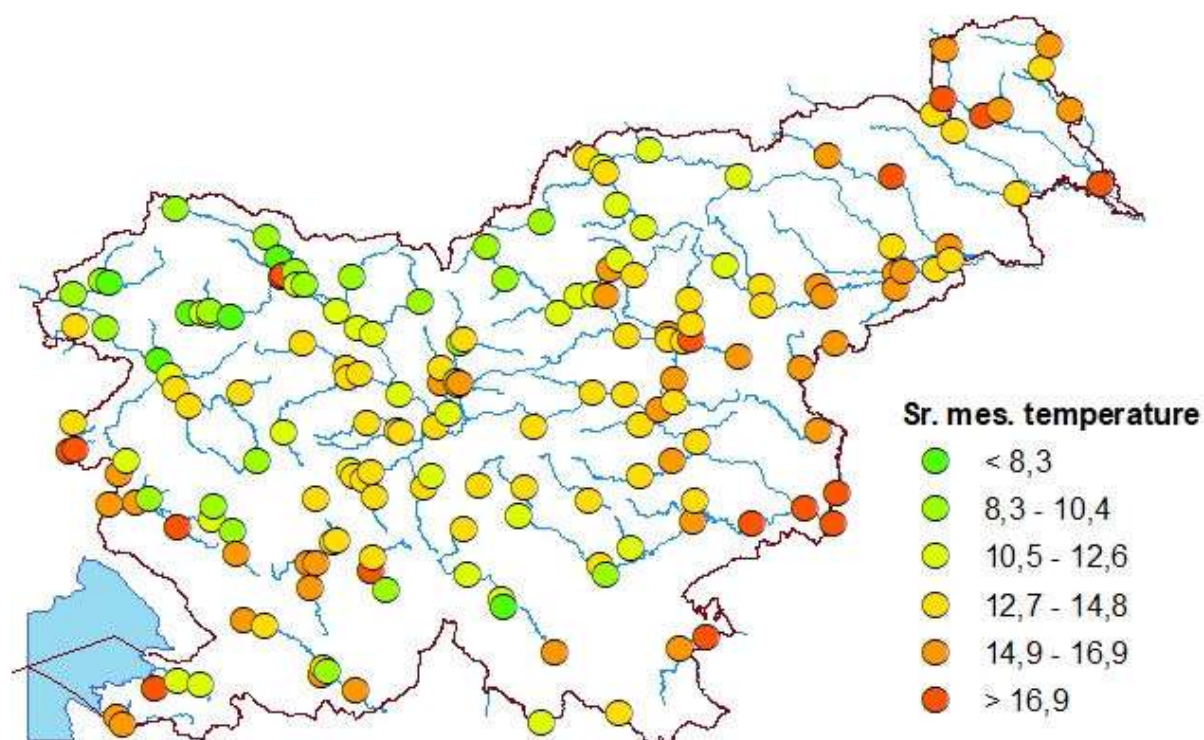 Sr. mes. temperature
< 8,3
8,3 - 10,4
10,5 - 12,6
12,7 - 14,8
14,9 - 16,9
> 16,9